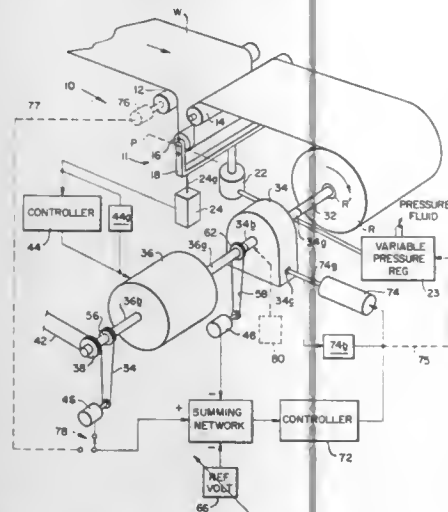 W
77
12
10
76
14
P
16
11
18
24a
22
34
R'
32
24
PRESSURE
FLUID
CONTROLLER
44
44a
36
36a
62
34b
34a
R
VARIABLE
PRESSURE
REG
23
74a
74
34c
58
56
36b
42
38
34
48
80
74b
75
46
78
SUMMING
NETWORK
CONTROLLER
72
REF
VOLT
66
+
-
-